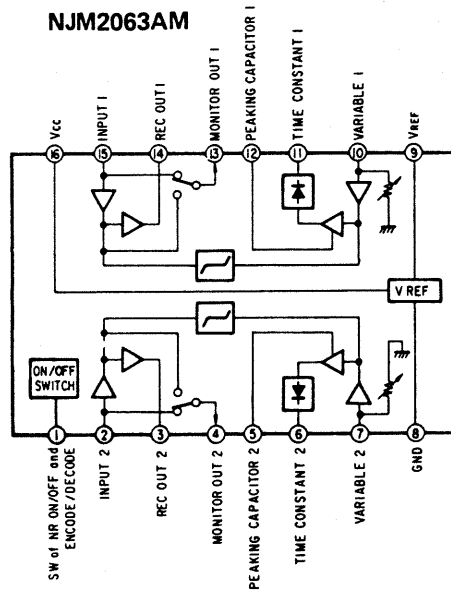 NJM2063AM
Vcc
INPUT 1
REC OUT 1
MONITOR OUT 1
PEAKING CAPACITOR 1
TIME CONSTANT 1
VARIABLE 1
VREF
16
15
14
13
12
11
10
9
V REF
ON/OFF
SWITCH
1
2
3
4
5
6
7
8
SW of NR ON/OFF and
ENCODE/DECODE
INPUT 2
REC OUT 2
MONITOR OUT 2
PEAKING CAPACITOR 2
TIME CONSTANT 2
VARIABLE 2
GND